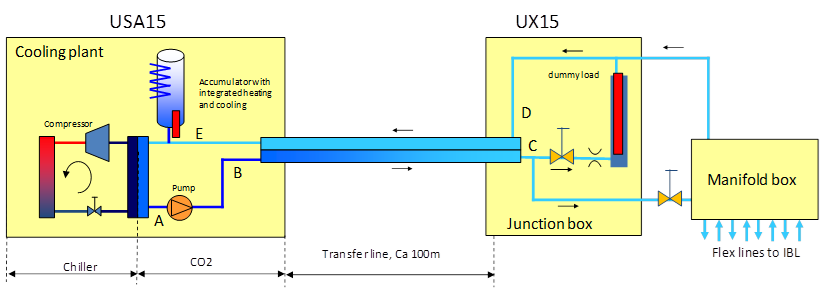 USA15
UX15
Cooling plant
Accumulator with
integrated heating
and cooling
dummy load
Compressor
E
D
C
B
Pump
A
Manifold box
Junction box
Flex lines to IBL
Transfer line, Ca 100m
Chiller
CO2